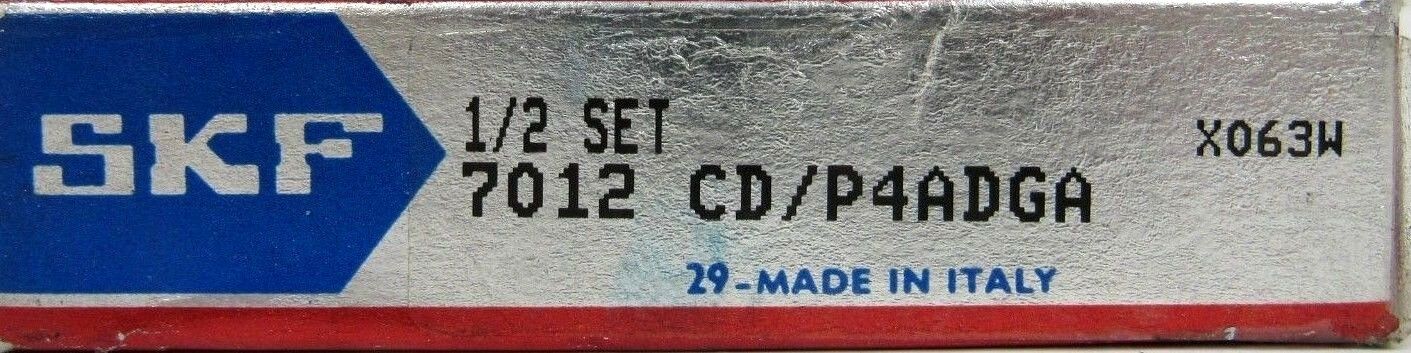 SKF
1/2 SET
7012 CD/P4ADGA
X063W
29-MADE IN ITALY